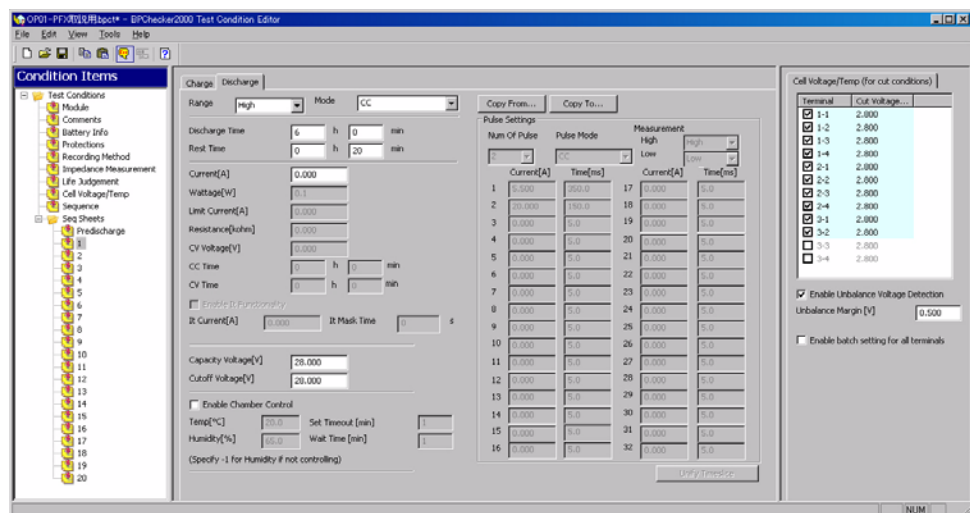 OP01-PFX取説用.bpct* - BPChecker2000 Test Condition Editor
File Edit View Tools Help
Condition Items
Test Conditions
Module
Comments
Battery Info
Protections
Recording Method
Impedance Measurement
Life Judgement
Cell Voltage/Temp
Sequence
Seq Sheets
Predischarge
1
2
3
4
5
6
7
8
9
10
11
12
13
14
15
16
17
18
19
20
Charge Discharge
Range High Mode CC
Discharge Time 6 h 0 min
Rest Time 0 h 20 min
Current[A] 0.000
Wattage[W] 0.1
Limit Current[A] 0.000
Resistance[kohm] 0.000
CV Voltage[V] 0.000
CC Time 0 h 0 min
CV Time 0 h 0 min
Enable It Functionality
It Current[A] 0.000 It Mask Time 0 s
Capacity Voltage[V] 28.000
Cutoff Voltage[V] 28.000
Enable Chamber Control
Temp[°C] 20.0 Set Timeout [min] 1
Humidity[%] 65.0 Wait Time [min] 1
(Specify -1 for Humidity if not controlling)
Copy From... Copy To...
Pulse Settings
Num Of Pulse Pulse Mode Measurement
High High
2 CC Low Low
Current[A] Time[ms] Current[A] Time[ms]
1 5.500 350.0 17 0.000 5.0
2 20.000 150.0 18 0.000 5.0
3 0.000 5.0 19 0.000 5.0
4 0.000 5.0 20 0.000 5.0
5 0.000 5.0 21 0.000 5.0
6 0.000 5.0 22 0.000 5.0
7 0.000 5.0 23 0.000 5.0
8 0.000 5.0 24 0.000 5.0
9 0.000 5.0 25 0.000 5.0
10 0.000 5.0 26 0.000 5.0
11 0.000 5.0 27 0.000 5.0
12 0.000 5.0 28 0.000 5.0
13 0.000 5.0 29 0.000 5.0
14 0.000 5.0 30 0.000 5.0
15 0.000 5.0 31 0.000 5.0
16 0.000 5.0 32 0.000 5.0
Unify Timeslice
Cell Voltage/Temp (for cut conditions)
Terminal Cut Voltage...
1-1 2.800
1-2 2.800
1-3 2.800
1-4 2.800
2-1 2.800
2-2 2.800
2-3 2.800
2-4 2.800
3-1 2.800
3-2 2.800
3-3 2.800
3-4 2.800
Enable Unbalance Voltage Detection
Unbalance Margin [V] 0.500
Enable batch setting for all terminals
NUM